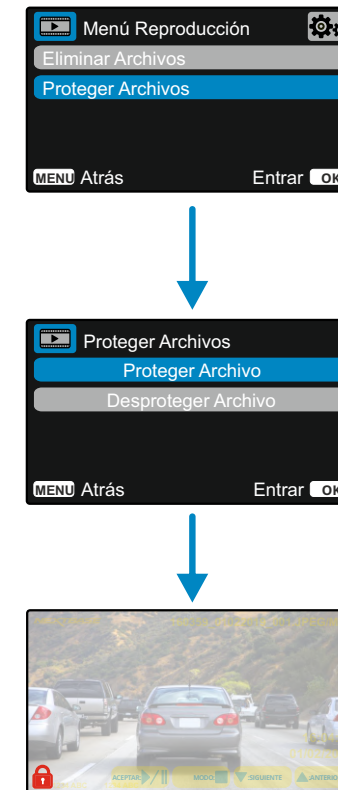 Menú Reproducción
Eliminar Archivos
Proteger Archivos
MENU Atrás Entrar OK
Proteger Archivos
Proteger Archivo
Desproteger Archivo
MENU Atrás Entrar OK
ACEPTAR: MODO: :SIGUIENTE :ANTERIO